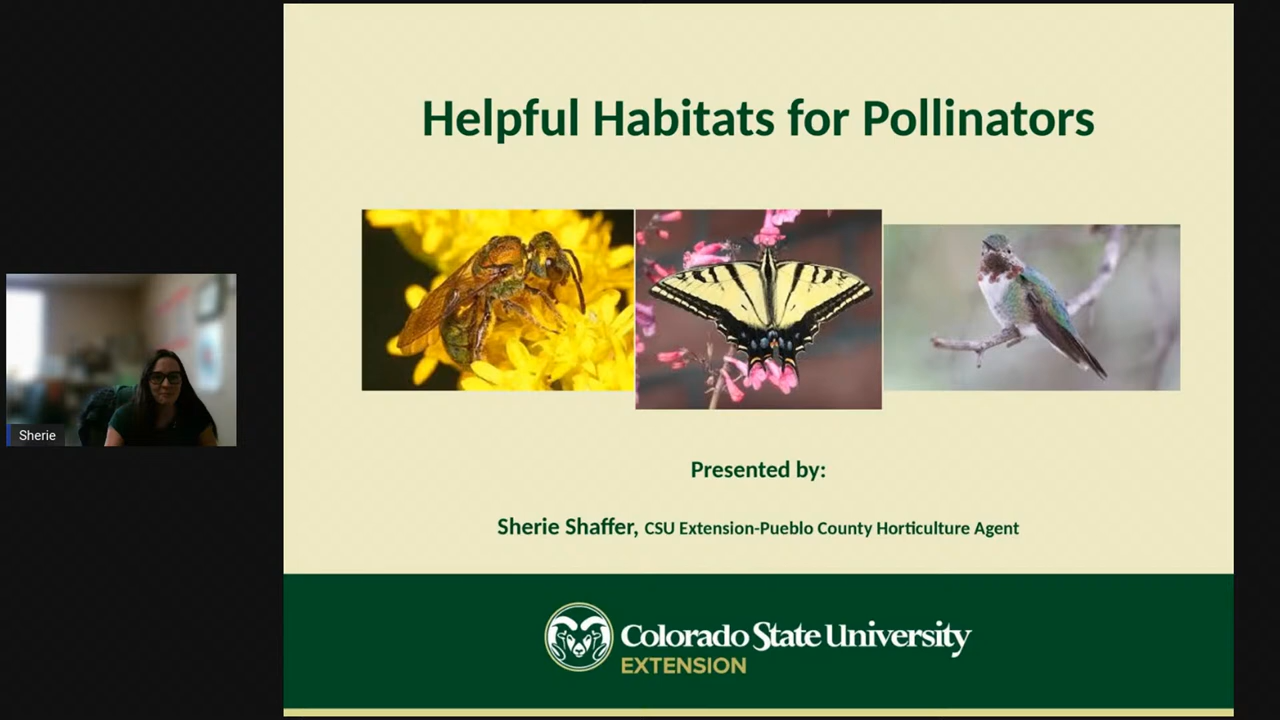 Helpful Habitats for Pollinators
Sherie
Presented by:
Sherie Shaffer, CSU Extension-Pueblo County Horticulture Agent
Colorado State University
EXTENSION